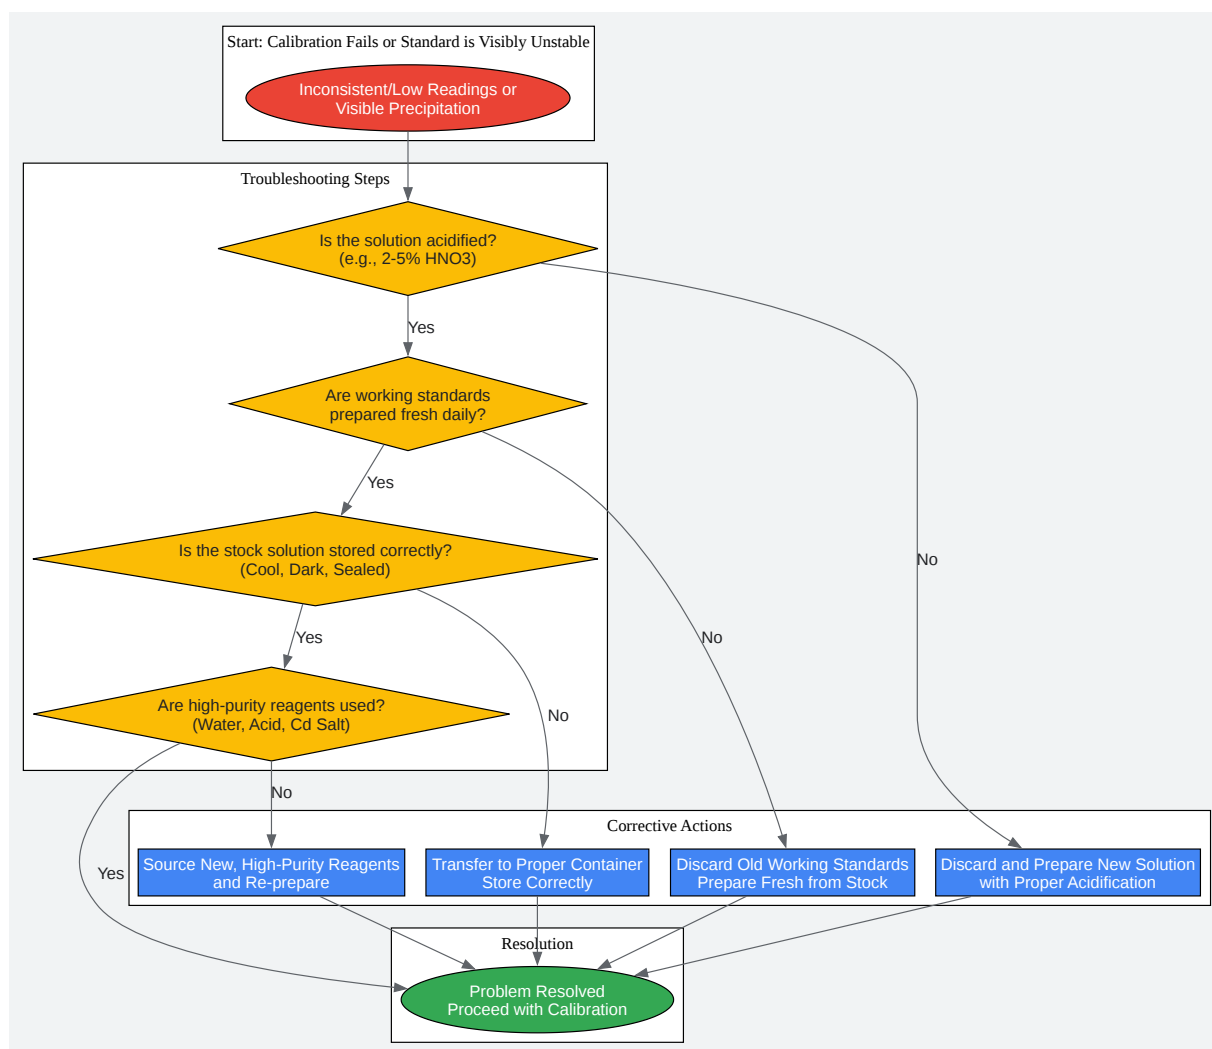 Start: Calibration Fails or Standard is Visibly Unstable
Inconsistent/Low Readings or
Visible Precipitation
Troubleshooting Steps
Is the solution acidified?
(e.g., 2-5% HNO3)
Yes
Are working standards
prepared fresh daily?
Yes
Is the stock solution stored correctly?
(Cool, Dark, Sealed)
No
Yes
No
Are high-purity reagents used?
(Water, Acid, Cd Salt)
No
No
Corrective Actions
Source New, High-Purity Reagents
and Re-prepare
Transfer to Proper Container
Store Correctly
Discard Old Working Standards
Prepare Fresh from Stock
Discard and Prepare New Solution
with Proper Acidification
Yes
Resolution
Problem Resolved
Proceed with Calibration